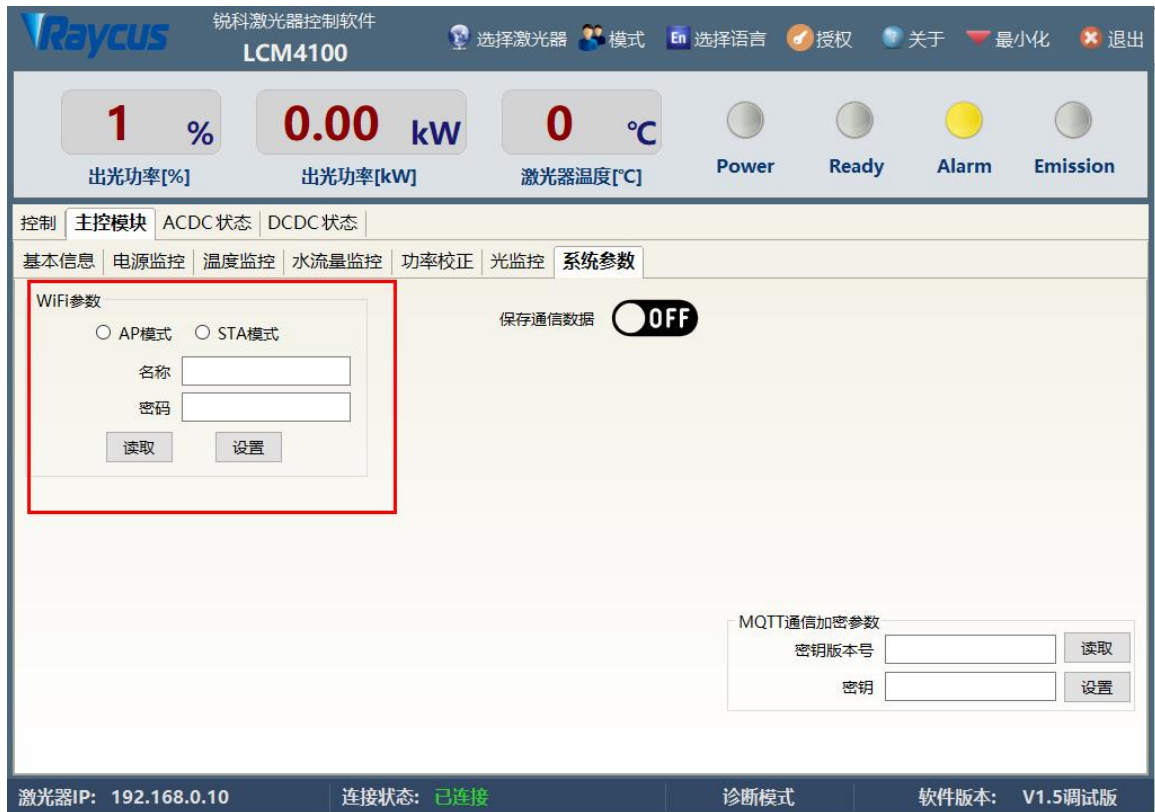 Raycus
锐科激光器控制软件
LCM4100
选择激光器 模式 En 选择语言 授权 关于 最小化 退出
1 % 0.00 kW 0 ℃
出光功率[%] 出光功率[kW] 激光器温度[℃] Power Ready Alarm Emission
控制 主控模块 ACDC状态 DCDC状态
基本信息 电源监控 温度监控 水流量监控 功率校正 光监控 系统参数
WiFi参数
AP模式 STA模式
名称
密码
读取 设置
保存通信数据 OFF
MQTT通信加密参数
密钥版本号 读取
密钥 设置
激光器IP: 192.168.0.10 连接状态: 已连接 诊断模式 软件版本: V1.5调试版